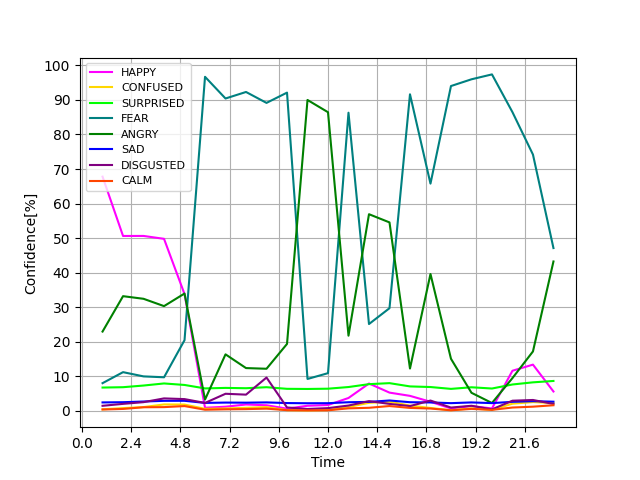 100
90
80
70
60
50
40
30
20
10
0
Confidence[%]
HAPPY
CONFUSED
SURPRISED
FEAR
ANGRY
SAD
DISGUSTED
CALM
0.0 2.4 4.8 7.2 9.6 12.0 14.4 16.8 19.2 21.6
Time